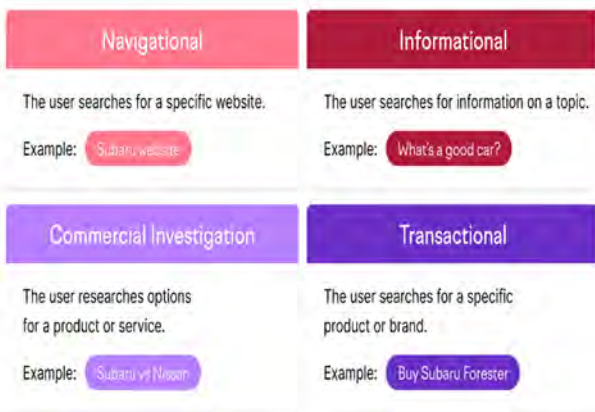 Navigational
The user searches for a specific website.
Example: Subaru website
Informational
The user searches for information on a topic.
Example: What's a good car?
Commercial Investigation
The user researches options
for a product or service.
Example: Subaru vs Nissan
Transactional
The user searches for a specific
product or brand.
Example: Buy Subaru Forester